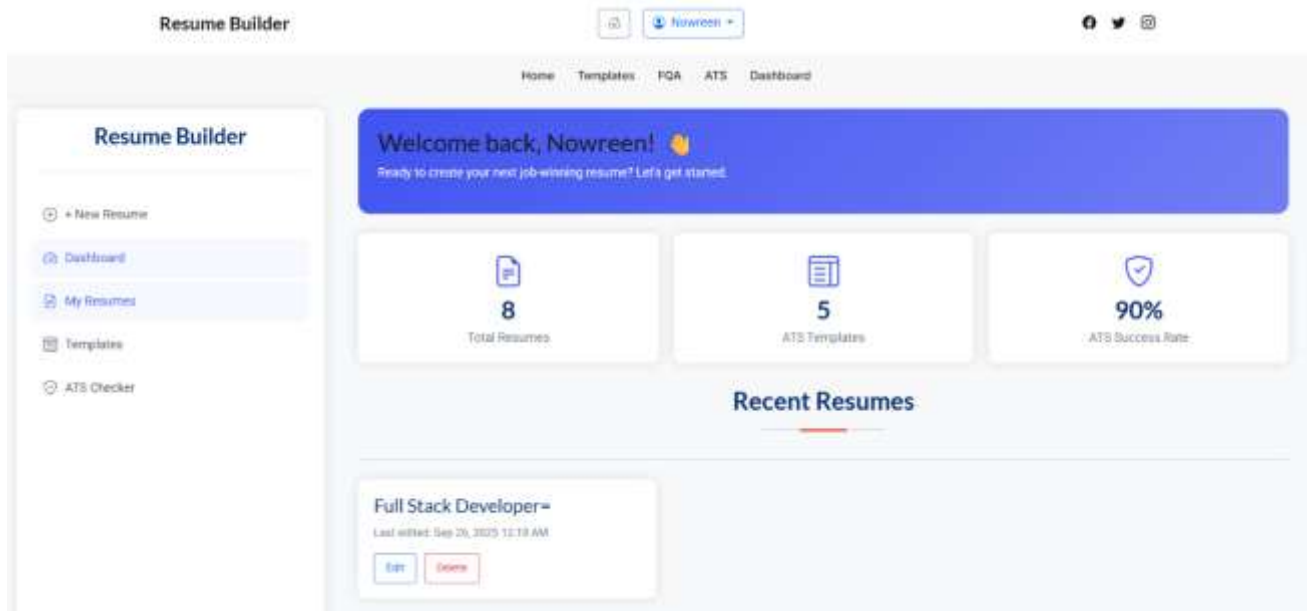 Resume Builder
Nowreen
Home Templates FQA ATS Dashboard
Resume Builder
+ New Resume
Dashboard
My Resumes
Templates
ATS Checker
Welcome back, Nowreen! 👋
Ready to create your next job-winning resume? Let's get started.
8
Total Resumes
5
ATS Templates
90%
ATS Success Rate
Recent Resumes
Full Stack Developer=
Last edited: Sep 26, 2025 12:19 AM
Edit Delete